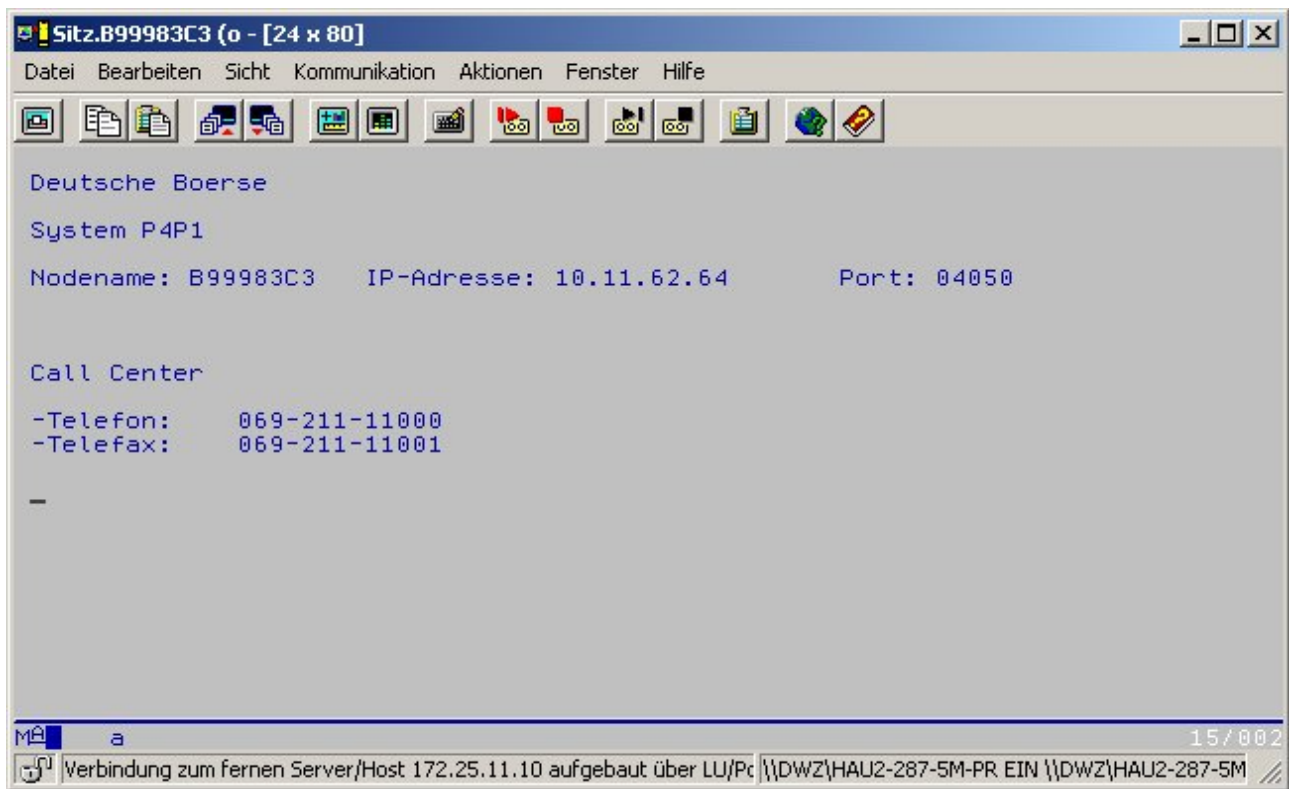 Sitz.B99983C3 (o - [24 x 80]
Datei Bearbeiten Sicht Kommunikation Aktionen Fenster Hilfe
Deutsche Boerse
System P4P1
Nodename: B99983C3 IP-Adresse: 10.11.62.64 Port: 04050
Call Center
-Telefon: 069-211-11000
-Telefax: 069-211-11001
MA a 15/002
Verbindung zum fernen Server/Host 172.25.11.10 aufgebaut über LU/Po \\DWZ\HAU2-287-5M-PR EIN \\DWZ\HAU2-287-5M